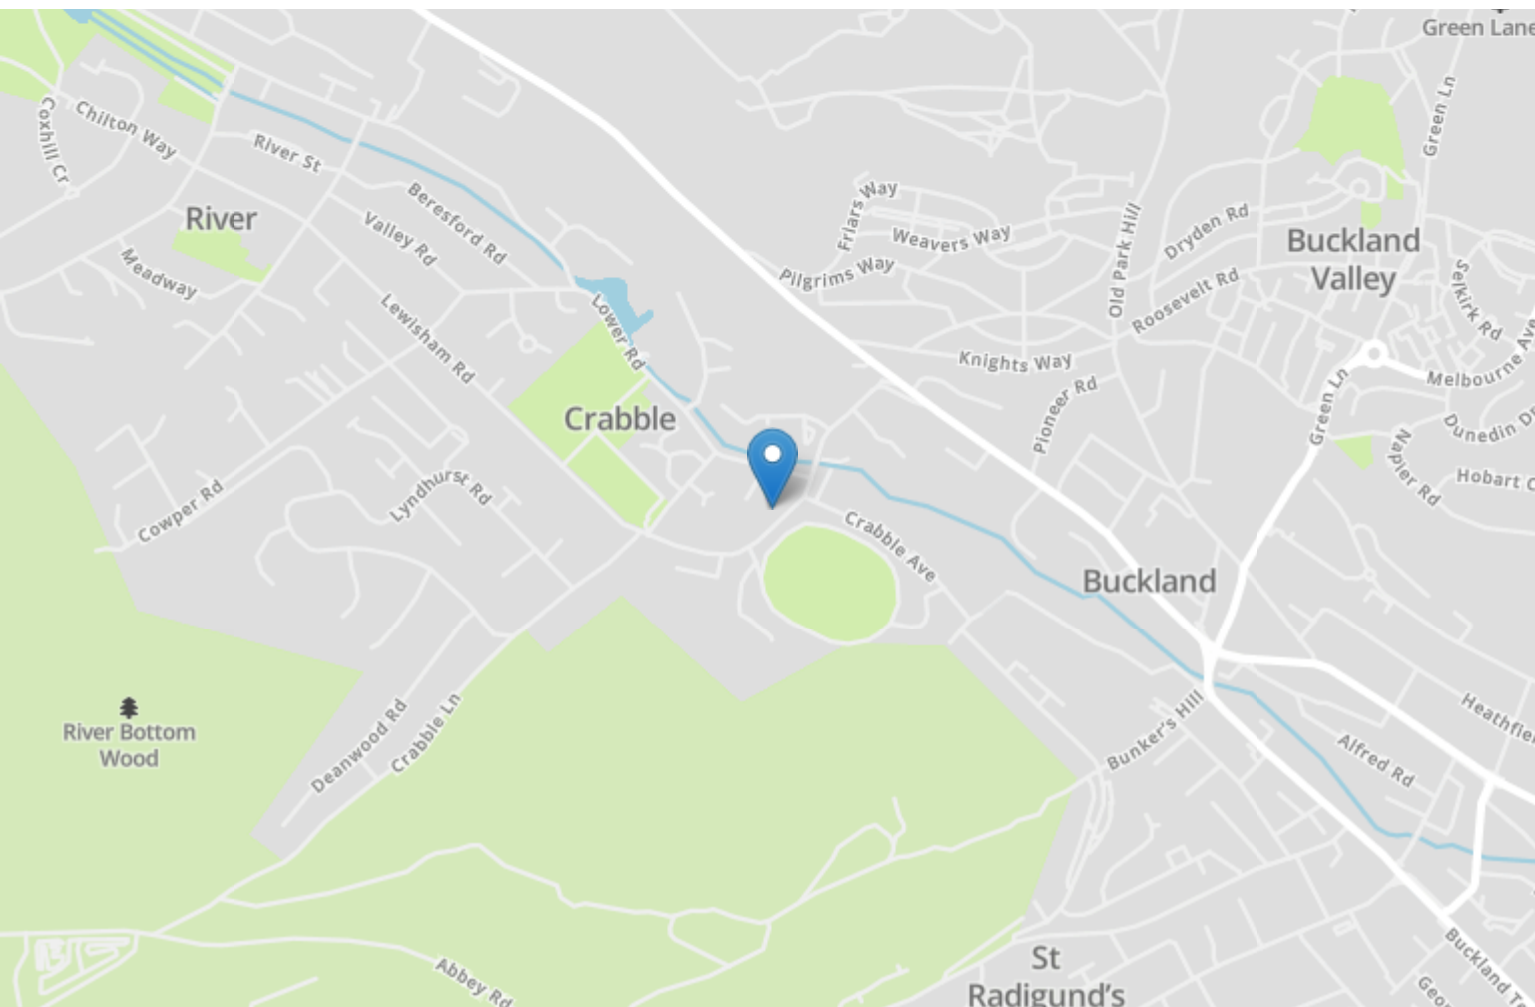 Green Lane
Green Ln
Coxhill Cr
Chilton Way
River St
Beresford Rd
River
Valley Rd
Friars Way
Weavers Way
Old Park Hill
Dryden Rd
Buckland
Valley
Meadway
Pilgrims Way
Roosevelt Rd
Selkirk Rd
Lewisham Rd
Lower Rd
Knights Way
Melbourne Ave
Crabble
Pioneer Rd
Green Ln
Dunedin D
Napier Rd
Hobart C
Cowper Rd
Lyndhurst Rd
Crabble Ave
Buckland
River Bottom
Wood
Deanwood Rd
Crabble Ln
Bunker's Hill
Heathfie
Alfred Rd
Abbey Rd
St
Radigund's
Buckland T
Geo